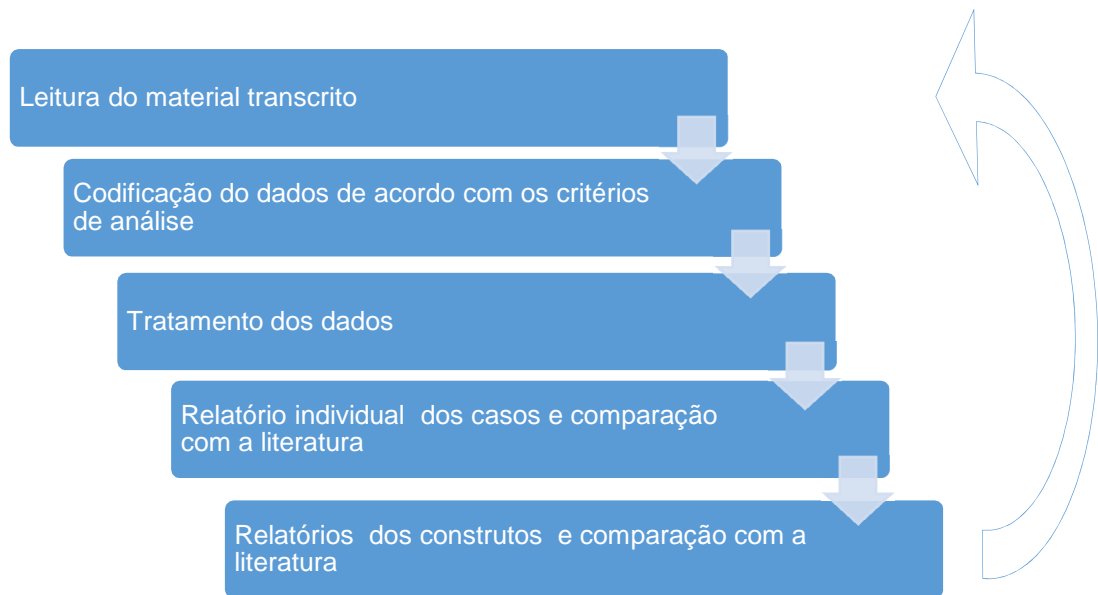 Leitura do material transcrito
Codificação do dados de acordo com os critérios
de análise
Tratamento dos dados
Relatório individual  dos casos e comparação
com a literatura
Relatórios  dos construtos  e comparação com a
literatura